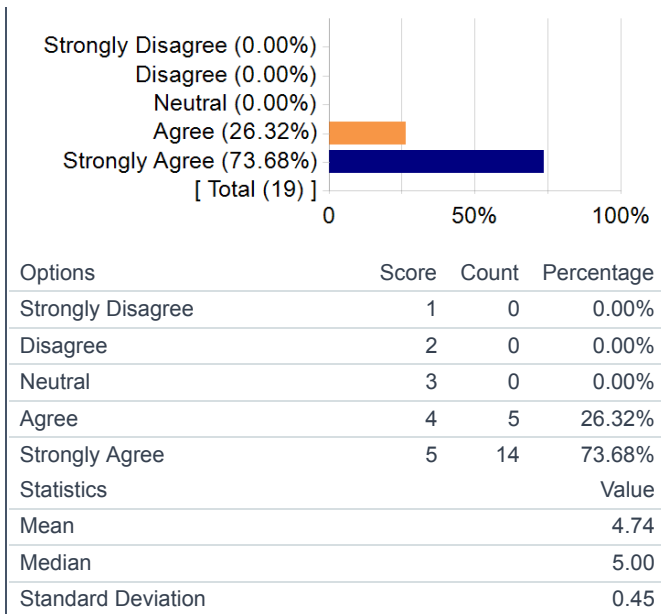 Strongly Disagree (0.00%)
Disagree (0.00%)
Neutral (0.00%)
Agree (26.32%)
Strongly Agree (73.68%)
[ Total (19) ]
0 50% 100%
Options Score Count Percentage
Strongly Disagree 1 0 0.00%
Disagree 2 0 0.00%
Neutral 3 0 0.00%
Agree 4 5 26.32%
Strongly Agree 5 14 73.68%
Statistics Value
Mean 4.74
Median 5.00
Standard Deviation 0.45